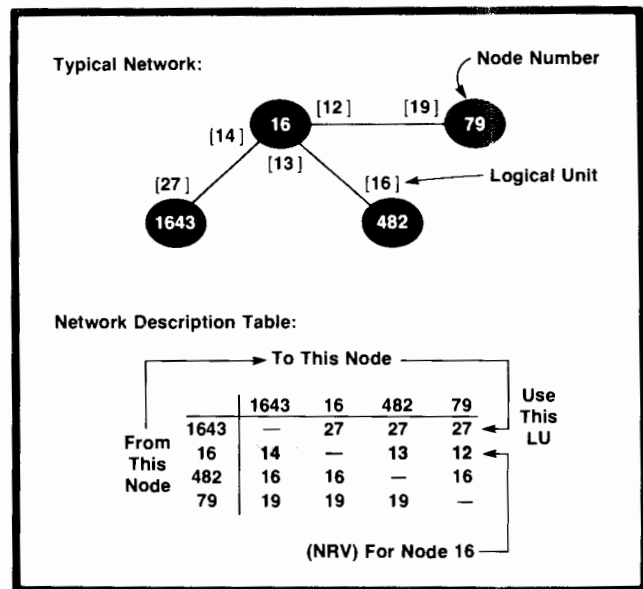 Typical Network:
Node Number
[12] [19]
16 79
[14]
[13]
[27] [16] Logical Unit
1643 482
Network Description Table:
To This Node
1643 16 482 79
1643 — 27 27 27
16 14 — 13 12
482 16 16 — 16
79 19 19 19 —
From
This
Node
Use
This
LU
(NRV) For Node 16